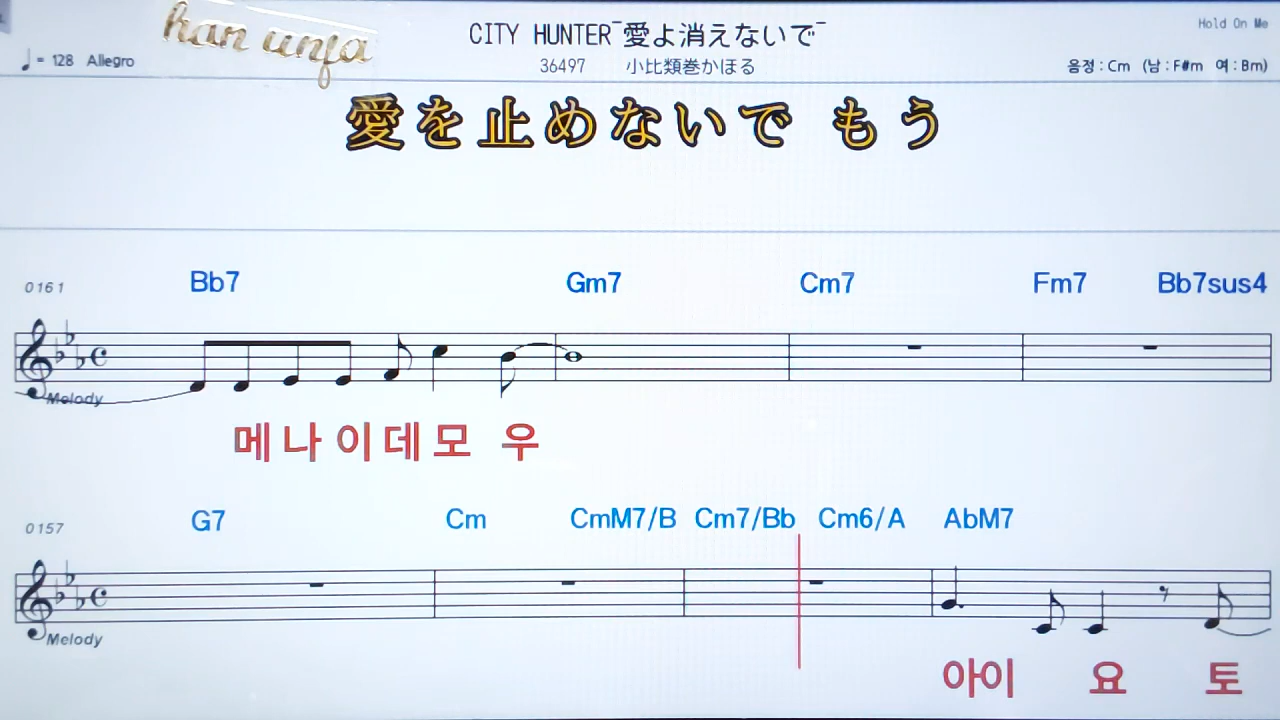 han unfa
CITY HUNTER ̄愛よ消えないで ̄
Hold On Me
♩= 128 Allegro
36497 小比類巻かほる
음정 : Cm (남 : F#m 여 : Bm)
愛を止めないで もう
0161 Bb7 Gm7 Cm7 Fm7 Bb7sus4
Melody
메 나 이 데 모 우
0157 G7 Cm CmM7/B Cm7/Bb Cm6/A AbM7
Melody
아이 요 토